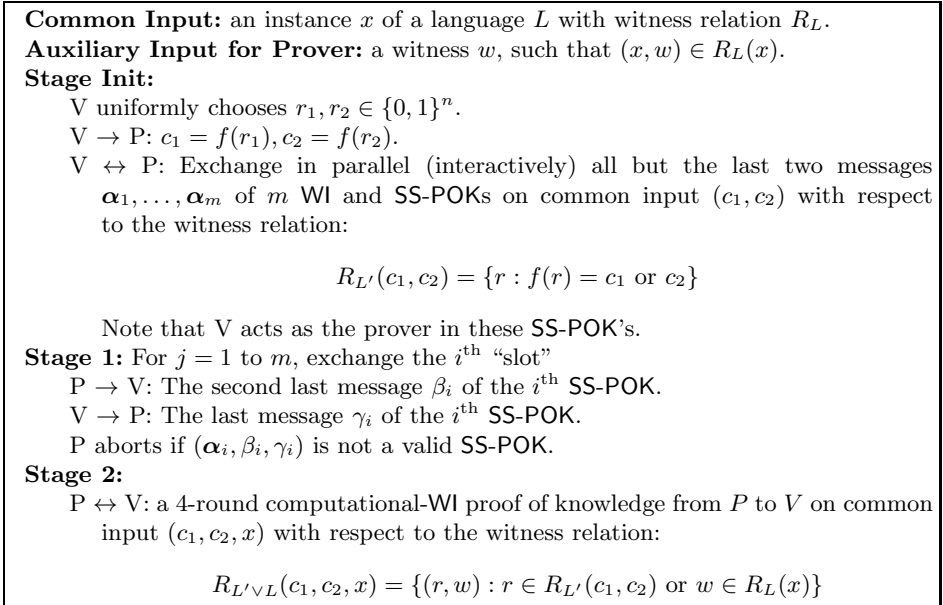 Common Input: an instance x of a language L with witness relation R_L.
Auxiliary Input for Prover: a witness w, such that (x, w) ∈ R_L(x).
Stage Init:
V uniformly chooses r_1, r_2 ∈ {0, 1}^n.
V → P: c_1 = f(r_1), c_2 = f(r_2).
V ↔ P: Exchange in parallel (interactively) all but the last two messages
α_1, . . . , α_m of m WI and SS-POKs on common input (c_1, c_2) with respect
to the witness relation:
R_{L′}(c_1, c_2) = {r : f(r) = c_1 or c_2}
Note that V acts as the prover in these SS-POK's.
Stage 1: For j = 1 to m, exchange the i^th “slot”
P → V: The second last message β_i of the i^th SS-POK.
V → P: The last message γ_i of the i^th SS-POK.
P aborts if (α_i, β_i, γ_i) is not a valid SS-POK.
Stage 2:
P ↔ V: a 4-round computational-WI proof of knowledge from P to V on common
input (c_1, c_2, x) with respect to the witness relation:
R_{L′∨L}(c_1, c_2, x) = {(r, w) : r ∈ R_{L′}(c_1, c_2) or w ∈ R_L(x)}